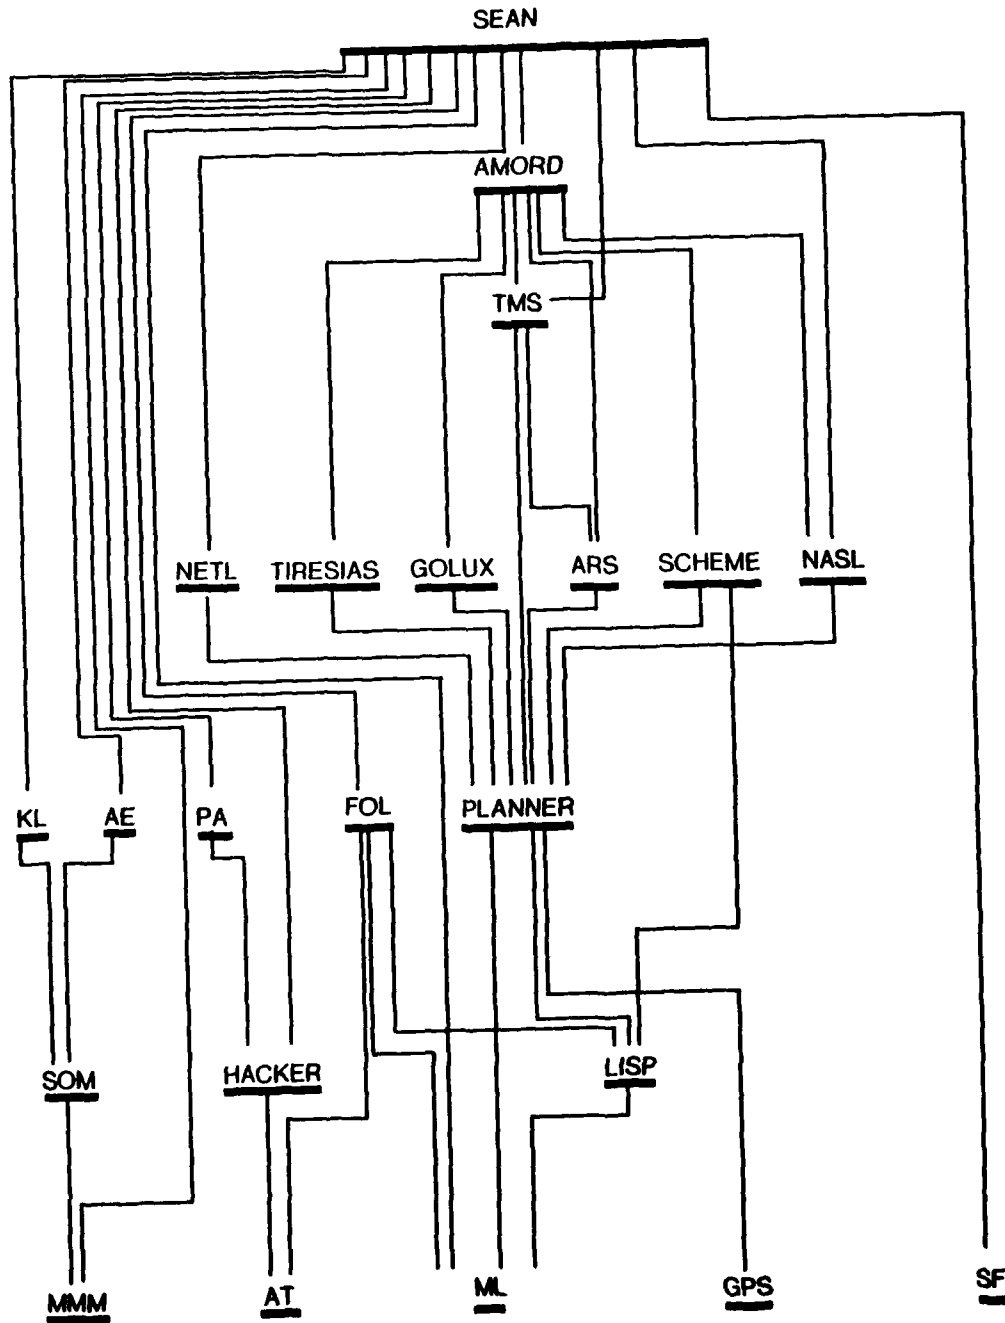 SEAN
AMORD
TMS
NETL TIRESIAS GOLUX ARS SCHEME NASL
KL AE PA FOL PLANNER
SOM HACKER LISP
MMM AT ML GPS SF